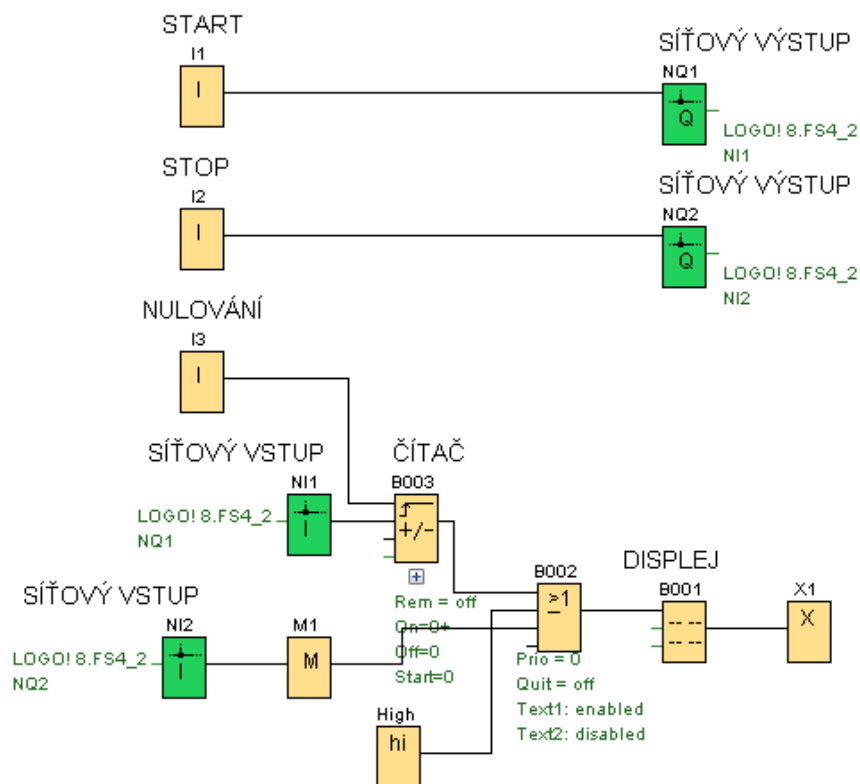 START
I1
I
SÍŤOVÝ VÝSTUP
NQ1
Q
LOGO! 8.FS4_2
NI1
STOP
I2
I
SÍŤOVÝ VÝSTUP
NQ2
Q
LOGO! 8.FS4_2
NI2
NULOVÁNÍ
I3
I
SÍŤOVÝ VSTUP
NI1
I
LOGO! 8.FS4_2
NQ1
ČÍTAČ
B003
+/-
Rem = off
On=0+
Off=0
Start=0
SÍŤOVÝ VSTUP
NI2
I
LOGO! 8.FS4_2
NQ2
M1
M
B002
≥1
DISPLEJ
B001
X1
X
Prio = 0
Quit = off
Text1: enabled
Text2: disabled
High
hi